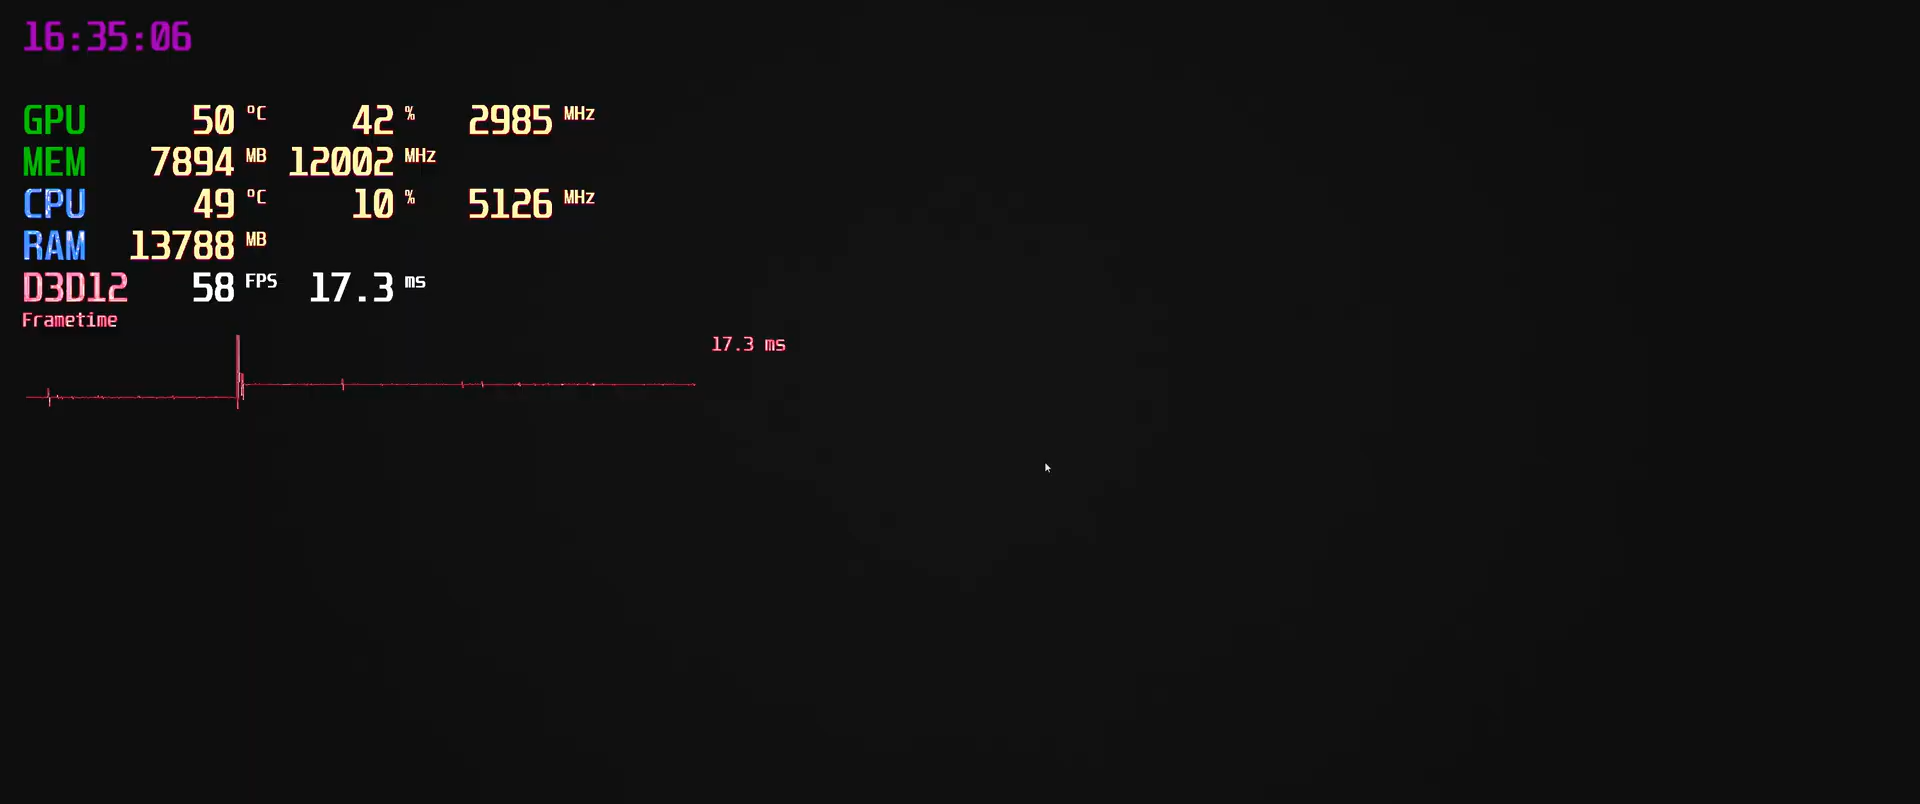 16:35:06
GPU 50 °C 42 % 2985 MHz
MEM 7894 MB 12002 MHz
CPU 49 °C 10 % 5126 MHz
RAM 13788 MB
D3D12 58 FPS 17.3 ms
Frametime
17.3 ms